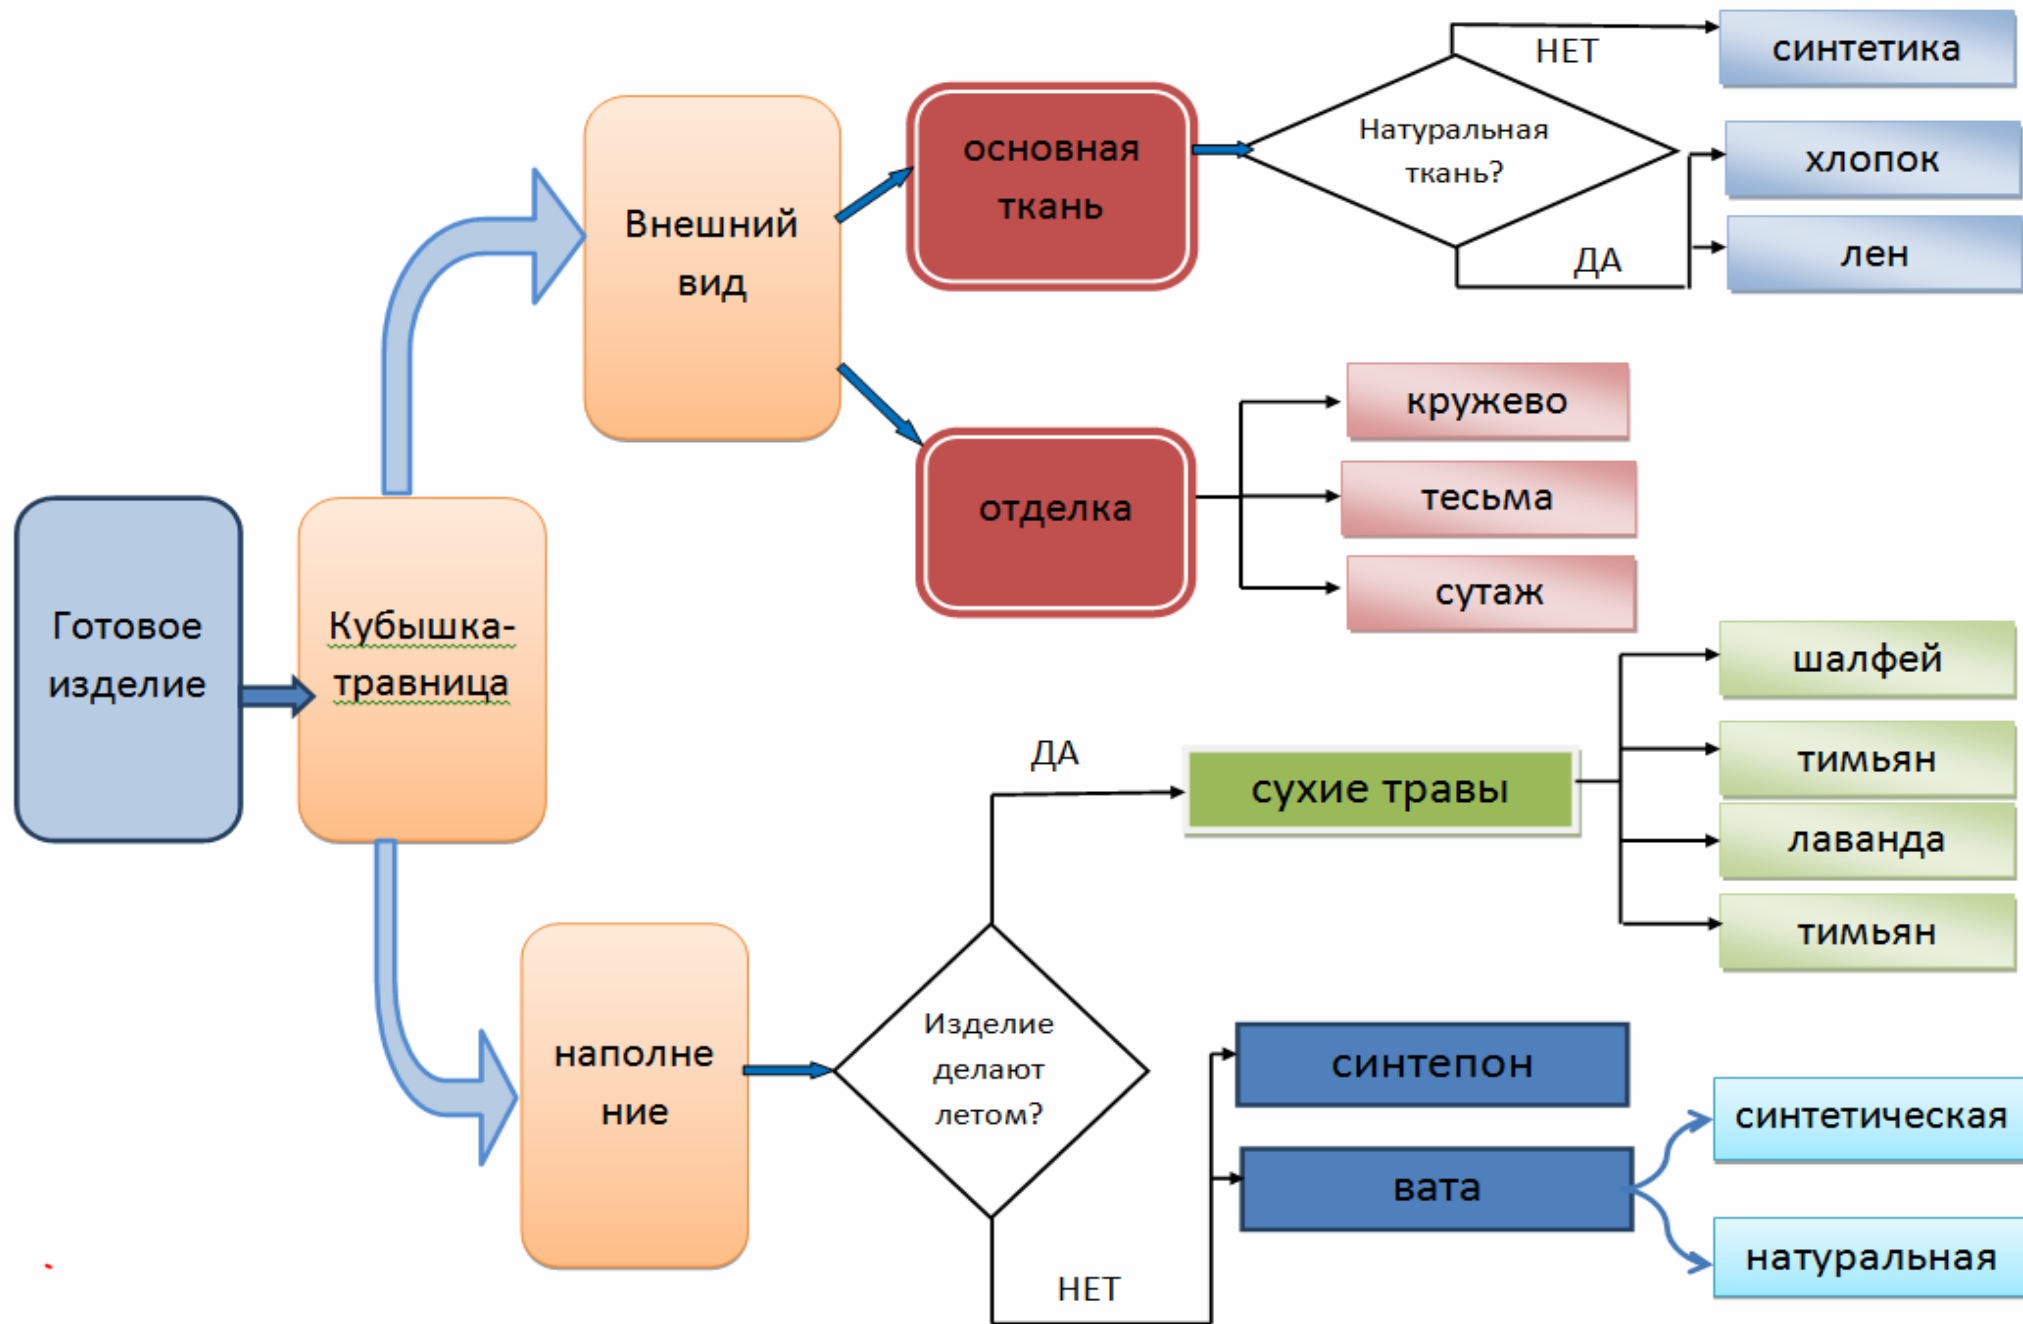 Готовое
изделие
Кубышка-
травница
Внешний
вид
основная
ткань
Натуральная
ткань?
НЕТ
синтетика
ДА
хлопок
лен
отделка
кружево
тесьма
сутаж
наполне
ние
Изделие
делают
летом?
ДА
сухие травы
шалфей
тимьян
лаванда
тимьян
НЕТ
синтепон
вата
синтетическая
натуральная